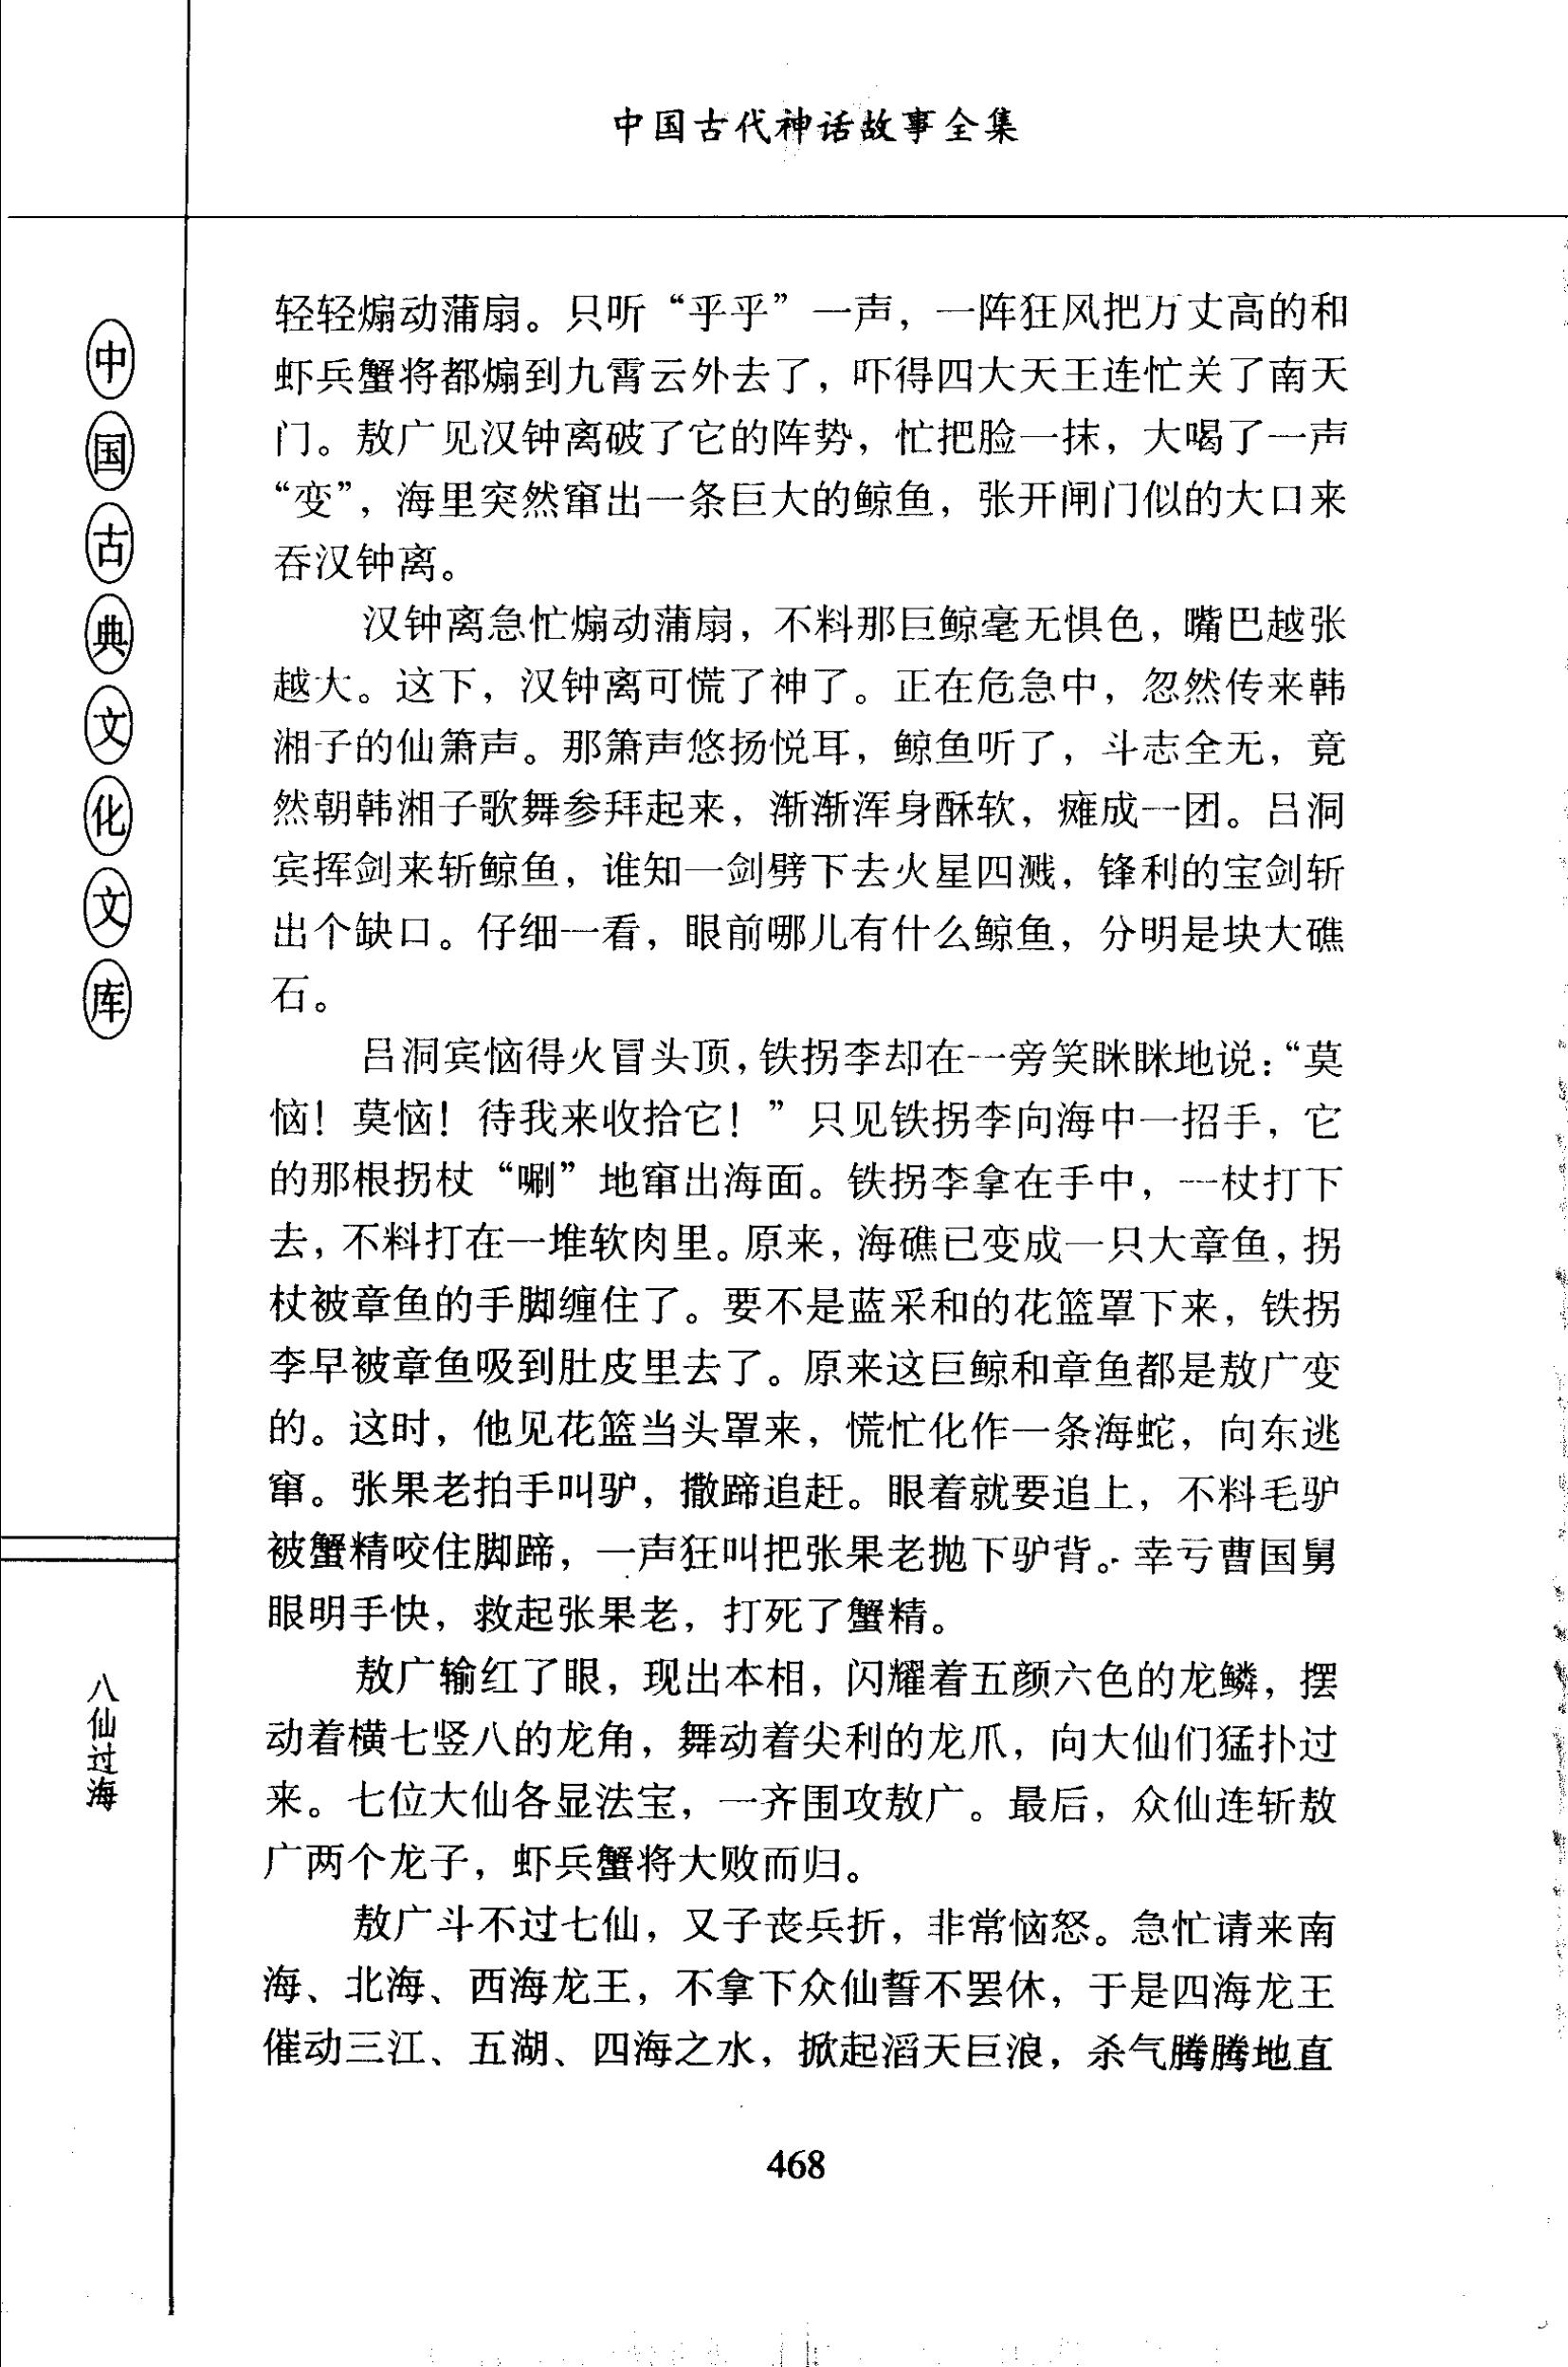 中国古代神话故事全集
中国古典文化文库
八仙过海
轻轻煽动蒲扇。只听“乎乎”一声，一阵狂风把万丈高的和
虾兵蟹将都煽到九霄云外去了，吓得四大天王连忙关了南天
门。敖广见汉钟离破了它的阵势，忙把脸一抹，大喝了一声
“变”，海里突然窜出一条巨大的鲸鱼，张开闸门似的大口来
吞汉钟离。
汉钟离急忙煽动蒲扇，不料那巨鲸毫无惧色，嘴巴越张
越大。这下，汉钟离可慌了神了。正在危急中，忽然传来韩
湘子的仙箫声。那箫声悠扬悦耳，鲸鱼听了，斗志全无，竟
然朝韩湘子歌舞参拜起来，渐渐浑身酥软，瘫成一团。吕洞
宾挥剑来斩鲸鱼，谁知一剑劈下去火星四溅，锋利的宝剑斩
出个缺口。仔细一看，眼前哪儿有什么鲸鱼，分明是块大礁
石。
吕洞宾恼得火冒头顶，铁拐李却在一旁笑眯眯地说：“莫
恼！莫恼！待我来收拾它！”只见铁拐李向海中一招手，它
的那根拐杖“唰”地窜出海面。铁拐李拿在手中，一杖打下
去，不料打在一堆软肉里。原来，海礁已变成一只大章鱼，拐
杖被章鱼的手脚缠住了。要不是蓝采和的花篮罩下来，铁拐
李早被章鱼吸到肚皮里去了。原来这巨鲸和章鱼都是敖广变
的。这时，他见花篮当头罩来，慌忙化作一条海蛇，向东逃
窜。张果老拍手叫驴，撒蹄追赶。眼着就要追上，不料毛驴
被蟹精咬住脚蹄，一声狂叫把张果老抛下驴背。幸亏曹国舅
眼明手快，救起张果老，打死了蟹精。
敖广输红了眼，现出本相，闪耀着五颜六色的龙鳞，摆
动着横七竖八的龙角，舞动着尖利的龙爪，向大仙们猛扑过
来。七位大仙各显法宝，一齐围攻敖广。最后，众仙连斩敖
广两个龙子，虾兵蟹将大败而归。
敖广斗不过七仙，又子丧兵折，非常恼怒。急忙请来南
海、北海、西海龙王，不拿下众仙誓不罢休，于是四海龙王
催动三江、五湖、四海之水，掀起滔天巨浪，杀气腾腾地直
468